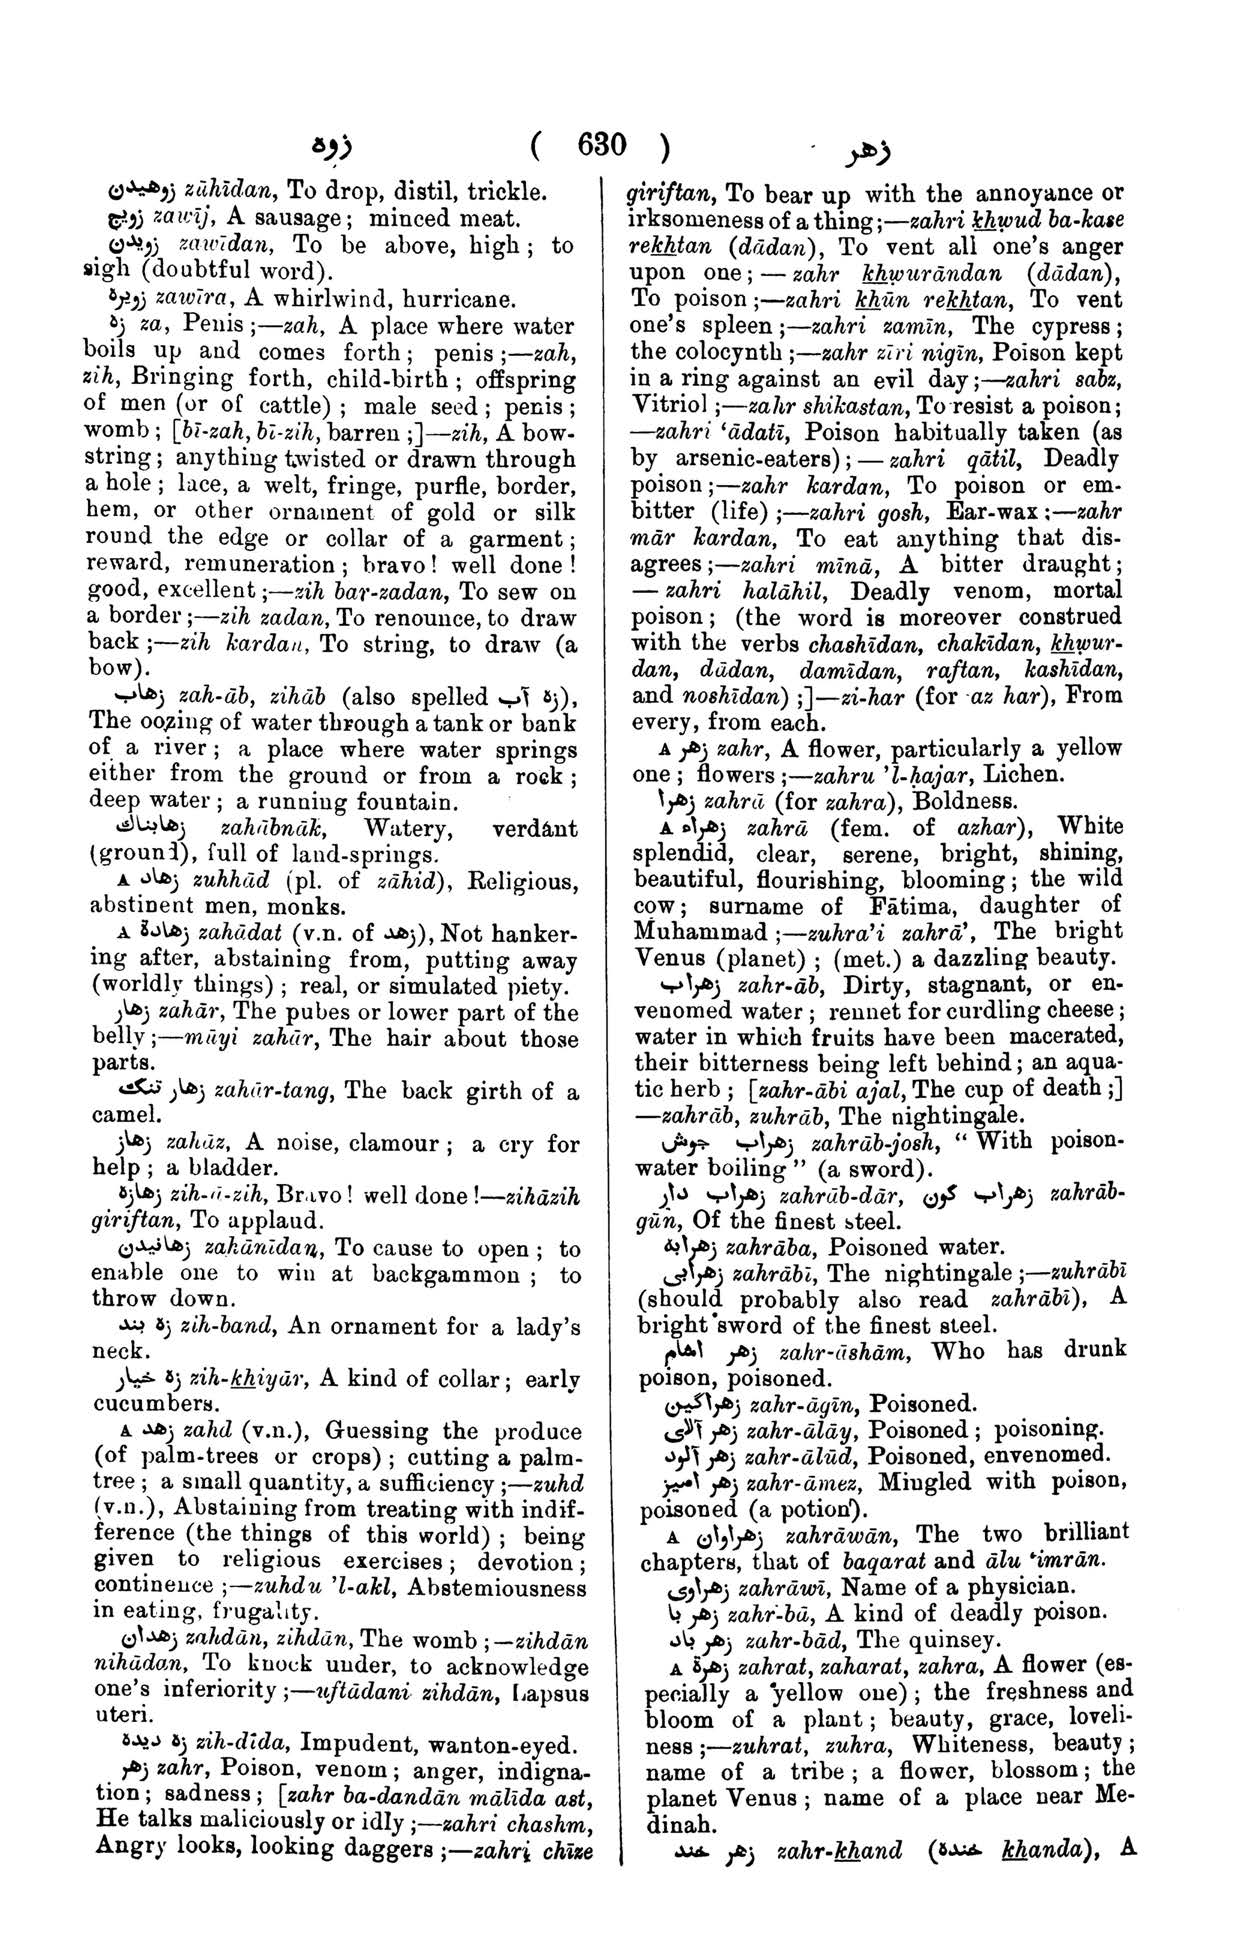 زوه ( 630 ) زهر
زوهیدن zūhīdan, To drop, distil, trickle.
زویج zawīj, A sausage; minced meat.
زویدن zawīdan, To be above, high; to
sigh (doubtful word).
زویره zawīra, A whirlwind, hurricane.
زه za, Penis;—zah, A place where water
boils up and comes forth; penis;—zah,
zih, Bringing forth, child-birth; offspring
of men (or of cattle); male seed; penis;
womb; [bī-zah, bī-zih, barren;]—zih, A bow-
string; anything twisted or drawn through
a hole; lace, a welt, fringe, purfle, border,
hem, or other ornament of gold or silk
round the edge or collar of a garment;
reward, remuneration; bravo! well done!
good, excellent;—zih bar-zadan, To sew on
a border;—zih zadan, To renounce, to draw
back;—zih kardan, To string, to draw (a
bow).
زهاب zah-āb, zihāb (also spelled زه آب),
The oozing of water through a tank or bank
of a river; a place where water springs
either from the ground or from a rock;
deep water; a running fountain.
زهابناك zahābnāk, Watery, verdant
(ground), full of land-springs.
A زهاد zuhhād (pl. of zāhid), Religious,
abstinent men, monks.
A زهادة zahādat (v.n. of زهد), Not hanker-
ing after, abstaining from, putting away
(worldly things); real, or simulated piety.
زهار zahār, The pubes or lower part of the
belly;—mūyi zahār, The hair about those
parts.
زهار تنگ zahār-tang, The back girth of a
camel.
زهاز zahāz, A noise, clamour; a cry for
help; a bladder.
زهازه zih-ā-zih, Bravo! well done!—zihāzih
giriftan, To applaud.
زهانیدن zahānīdan, To cause to open; to
enable one to win at backgammon; to
throw down.
زه بند zih-band, An ornament for a lady's
neck.
زه خیار zih-khiyār, A kind of collar; early
cucumbers.
A زهد zahd (v.n.), Guessing the produce
(of palm-trees or crops); cutting a palm-
tree; a small quantity, a sufficiency;—zuhd
(v.n.), Abstaining from treating with indif-
ference (the things of this world); being
given to religious exercises; devotion;
continence;—zuhdu 'l-akl, Abstemiousness
in eating, frugality.
زهدان zahdān, zihdān, The womb;—zihdān
nihādan, To knock under, to acknowledge
one's inferiority;—uftādani zihdān, Lapsus
uteri.
زه دیده zih-dīda, Impudent, wanton-eyed.
زهر zahr, Poison, venom; anger, indigna-
tion; sadness; [zahr ba-dandān mālīda ast,
He talks maliciously or idly;—zahri chashm,
Angry looks, looking daggers;—zahri chīze
giriftan, To bear up with the annoyance or
irksomeness of a thing;—zahri khwud ba-kase
rekhtan (dādan), To vent all one's anger
upon one;—zahr khwurāndan (dādan),
To poison;—zahri khūn rekhtan, To vent
one's spleen;—zahri zamīn, The cypress;
the colocynth;—zahr zīri nigīn, Poison kept
in a ring against an evil day;—zahri sabz,
Vitriol;—zahr shikastan, To resist a poison;
—zahri 'ādatī, Poison habitually taken (as
by arsenic-eaters);—zahri qātil, Deadly
poison;—zahr kardan, To poison or em-
bitter (life);—zahri gosh, Ear-wax;—zahr
mār kardan, To eat anything that dis-
agrees;—zahri mīnā, A bitter draught;
—zahri halāhil, Deadly venom, mortal
poison; (the word is moreover construed
with the verbs chashīdan, chakīdan, khwur-
dan, dādan, damīdan, raftan, kashīdan,
and noshīdan);]—zi-har (for az har), From
every, from each.
A زهر zahr, A flower, particularly a yellow
one; flowers;—zahru 'l-ḥajar, Lichen.
زهرا zahrā (for zahra), Boldness.
A زهراء zahrā (fem. of azhar), White
splendid, clear, serene, bright, shining,
beautiful, flourishing, blooming; the wild
cow; surname of Fāṭima, daughter of
Muhammad;—zuhra'i zahrā', The bright
Venus (planet); (met.) a dazzling beauty.
زهراب zahr-āb, Dirty, stagnant, or en-
venomed water; rennet for curdling cheese;
water in which fruits have been macerated,
their bitterness being left behind; an aqua-
tic herb; [zahr-ābi ajal, The cup of death;]
—zahrāb, zuhrāb, The nightingale.
زهراب جوش zahrāb-josh, "With poison-
water boiling" (a sword).
زهراب دار zahrāb-dār, زهراب گون zahrāb-
gūn, Of the finest steel.
زهرابه zahrāba, Poisoned water.
زهرابی zahrābī, The nightingale;—zuhrābī
(should probably also read zahrābī), A
bright sword of the finest steel.
زهر اشام zahr-āshām, Who has drunk
poison, poisoned.
زهراگین zahr-āgīn, Poisoned.
زهر آلای zahr-ālāy, Poisoned; poisoning.
زهر آلود zahr-ālūd, Poisoned, envenomed.
زهر امیز zahr-āmez, Mingled with poison,
poisoned (a potion).
A زهراوان zahrāwān, The two brilliant
chapters, that of baqarat and ālu 'imrān.
زهراوی zahrāwī, Name of a physician.
زهر با zahr-bā, A kind of deadly poison.
زهر باد zahr-bād, The quinsey.
A زهرة zahrat, zaharat, zahra, A flower (es-
pecially a yellow one); the freshness and
bloom of a plant; beauty, grace, loveli-
ness;—zuhrat, zuhra, Whiteness, beauty;
name of a tribe; a flower, blossom; the
planet Venus; name of a place near Me-
dinah.
زهر خند zahr-khand (خنده khanda), A